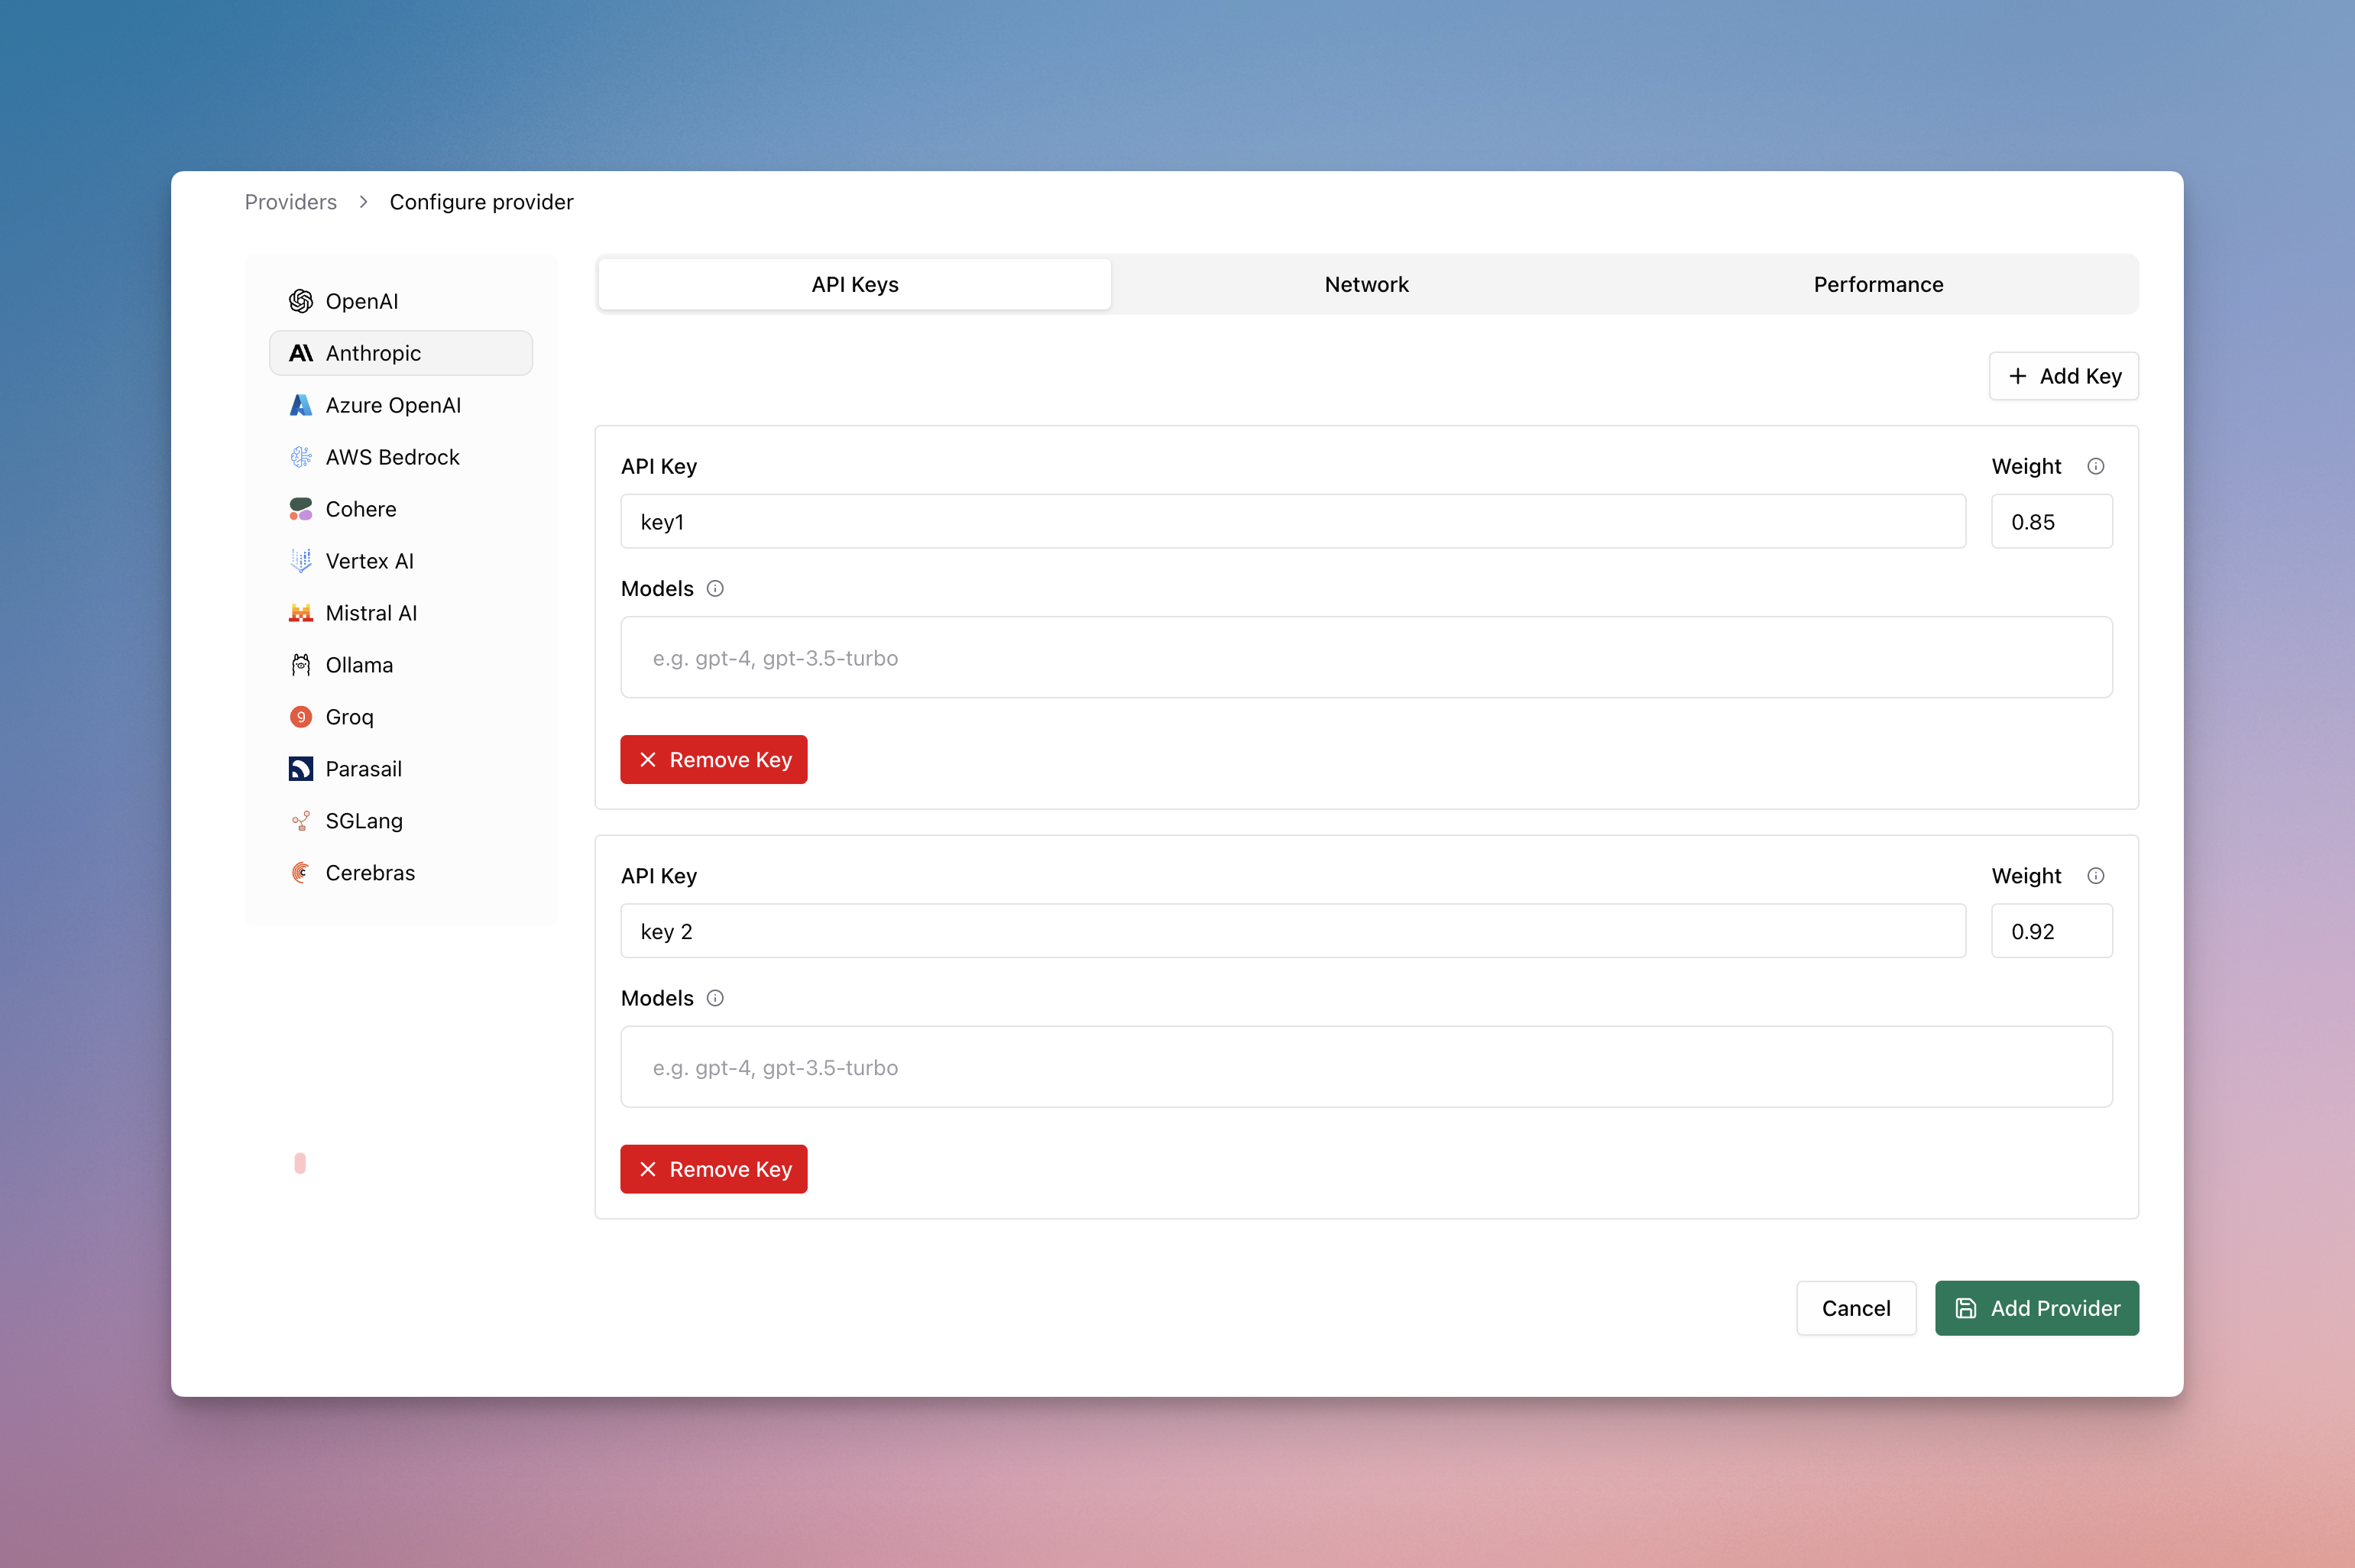 Providers > Configure provider
OpenAI
Anthropic
Azure OpenAI
AWS Bedrock
Cohere
Vertex AI
Mistral AI
Ollama
Groq
Parasail
SGLang
Cerebras
API Keys Network Performance
+ Add Key
API Key Weight
key1 0.85
Models
e.g. gpt-4, gpt-3.5-turbo
Remove Key
API Key Weight
key 2 0.92
Models
e.g. gpt-4, gpt-3.5-turbo
Remove Key
Cancel Add Provider